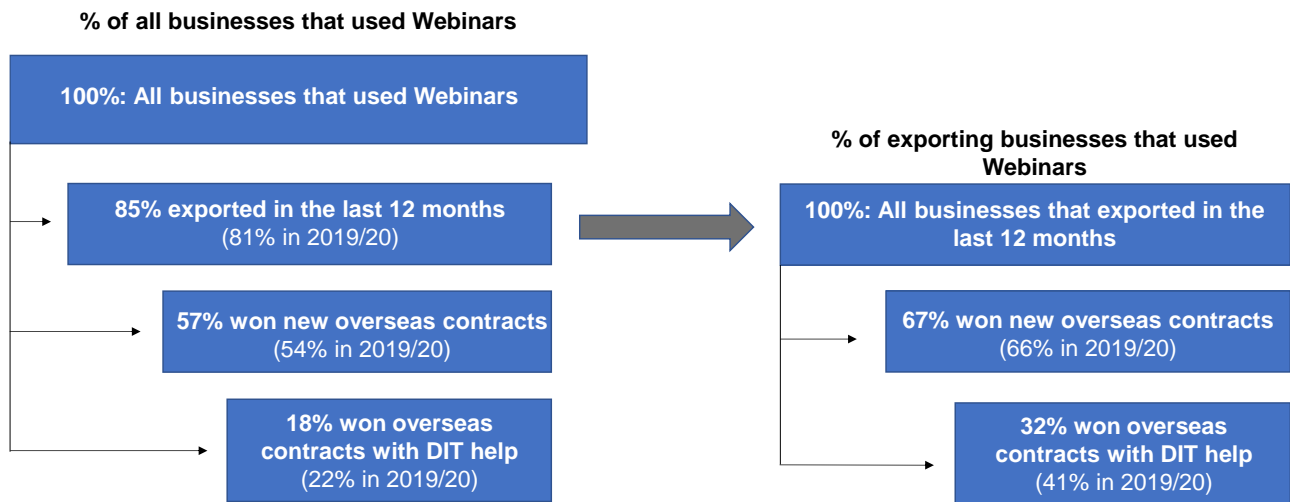 % of all businesses that used Webinars
100%: All businesses that used Webinars
85% exported in the last 12 months
(81% in 2019/20)
57% won new overseas contracts
(54% in 2019/20)
18% won overseas
contracts with DIT help
(22% in 2019/20)
% of exporting businesses that used
Webinars
100%: All businesses that exported in the
last 12 months
67% won new overseas contracts
(66% in 2019/20)
32% won overseas
contracts with DIT help
(41% in 2019/20)